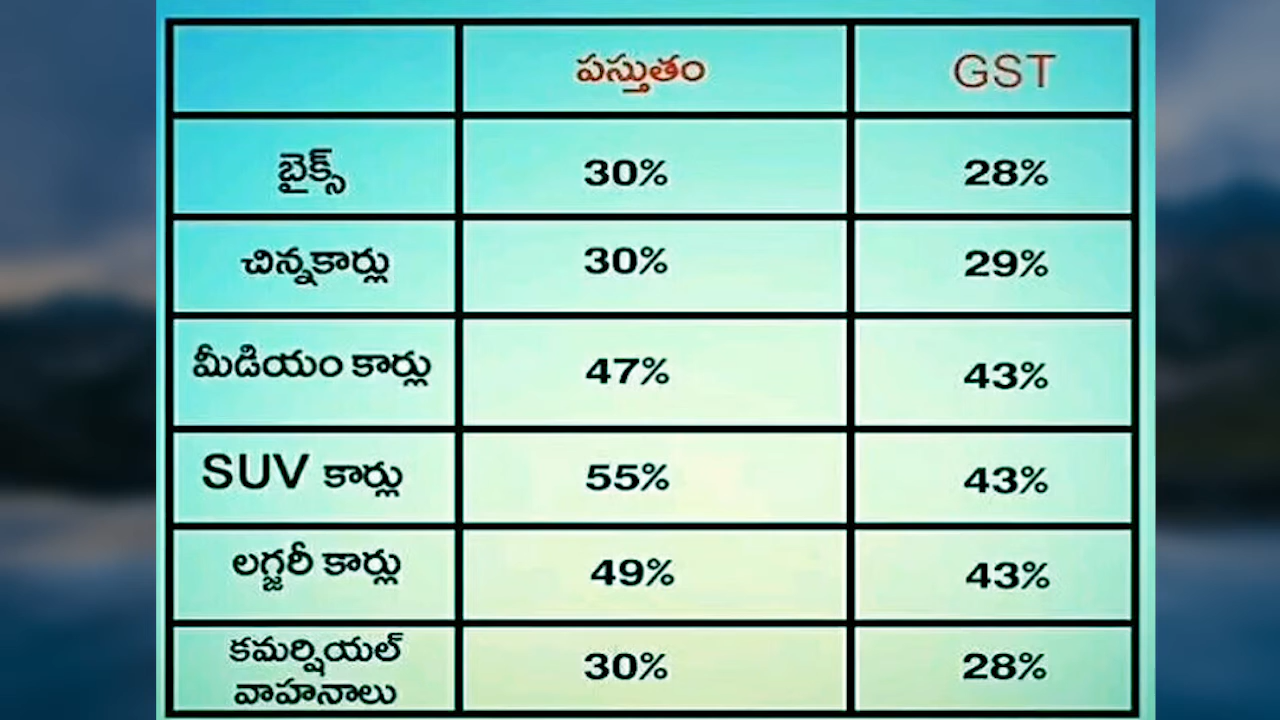 పస్తుతం GST
బైక్స్ 30% 28%
చిన్నకార్లు 30% 29%
మీడియం కార్లు 47% 43%
SUV కార్లు 55% 43%
లగ్జరీ కార్లు 49% 43%
కమర్షియల్ వాహనాలు 30% 28%